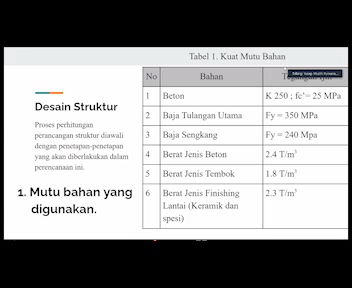 Tabel 1. Kuat Mutu Bahan
No Bahan
1 Beton K 250 ; fc'= 25 MPa
2 Baja Tulangan Utama Fy = 350 MPa
3 Baja Sengkang Fy = 240 Mpa
4 Berat Jenis Beton 2.4 T/m³
5 Berat Jenis Tembok 1.8 T/m³
6 Berat Jenis Finishing 2.3 T/m³
Lantai (Keramik dan
spesi)
Desain Struktur
Proses perhitungan
perancangan struktur diawali
dengan penetapan-penetapan
yang akan diberlakukan dalam
perencanaan ini.
1. Mutu bahan yang
digunakan.